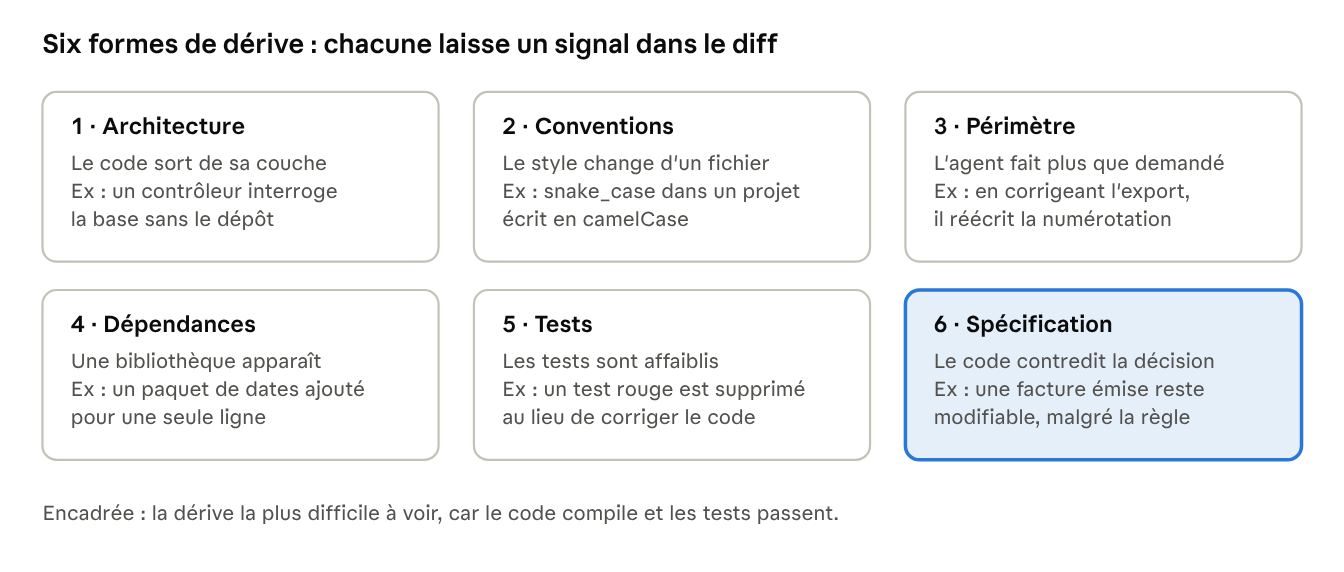 Six formes de dérive : chacune laisse un signal dans le diff
1 · Architecture
Le code sort de sa couche
Ex : un contrôleur interroge
la base sans le dépôt
2 · Conventions
Le style change d'un fichier
Ex : snake_case dans un projet
écrit en camelCase
3 · Périmètre
L'agent fait plus que demandé
Ex : en corrigeant l'export,
il réécrit la numérotation
4 · Dépendances
Une bibliothèque apparaît
Ex : un paquet de dates ajouté
pour une seule ligne
5 · Tests
Les tests sont affaiblis
Ex : un test rouge est supprimé
au lieu de corriger le code
6 · Spécification
Le code contredit la décision
Ex : une facture émise reste
modifiable, malgré la règle
Encadrée : la dérive la plus difficile à voir, car le code compile et les tests passent.